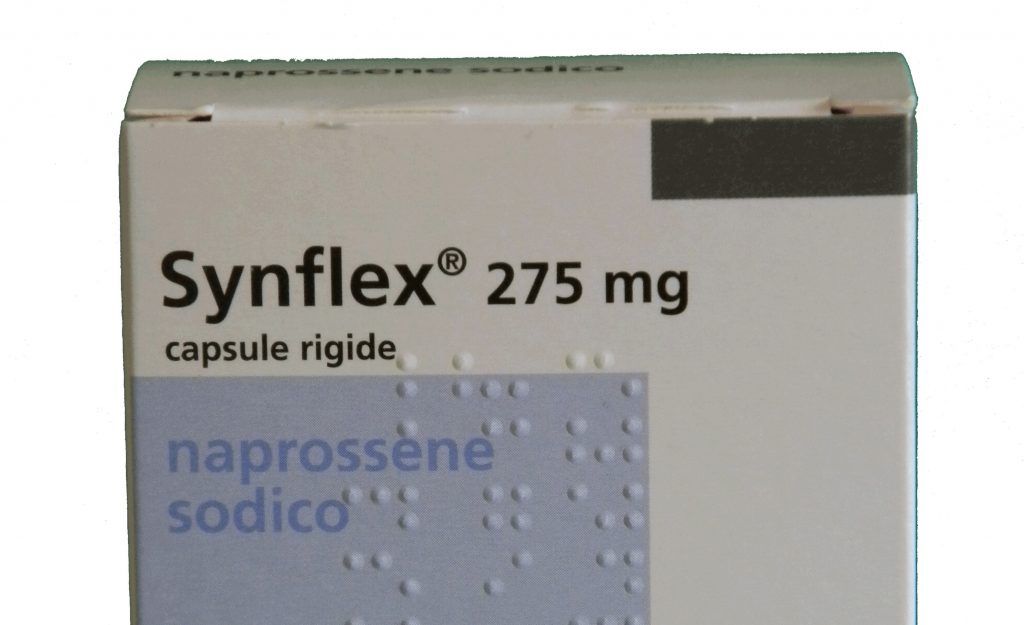 naprossene sodico
Synflex® 275 mg
capsule rigide
naprossene
sodico